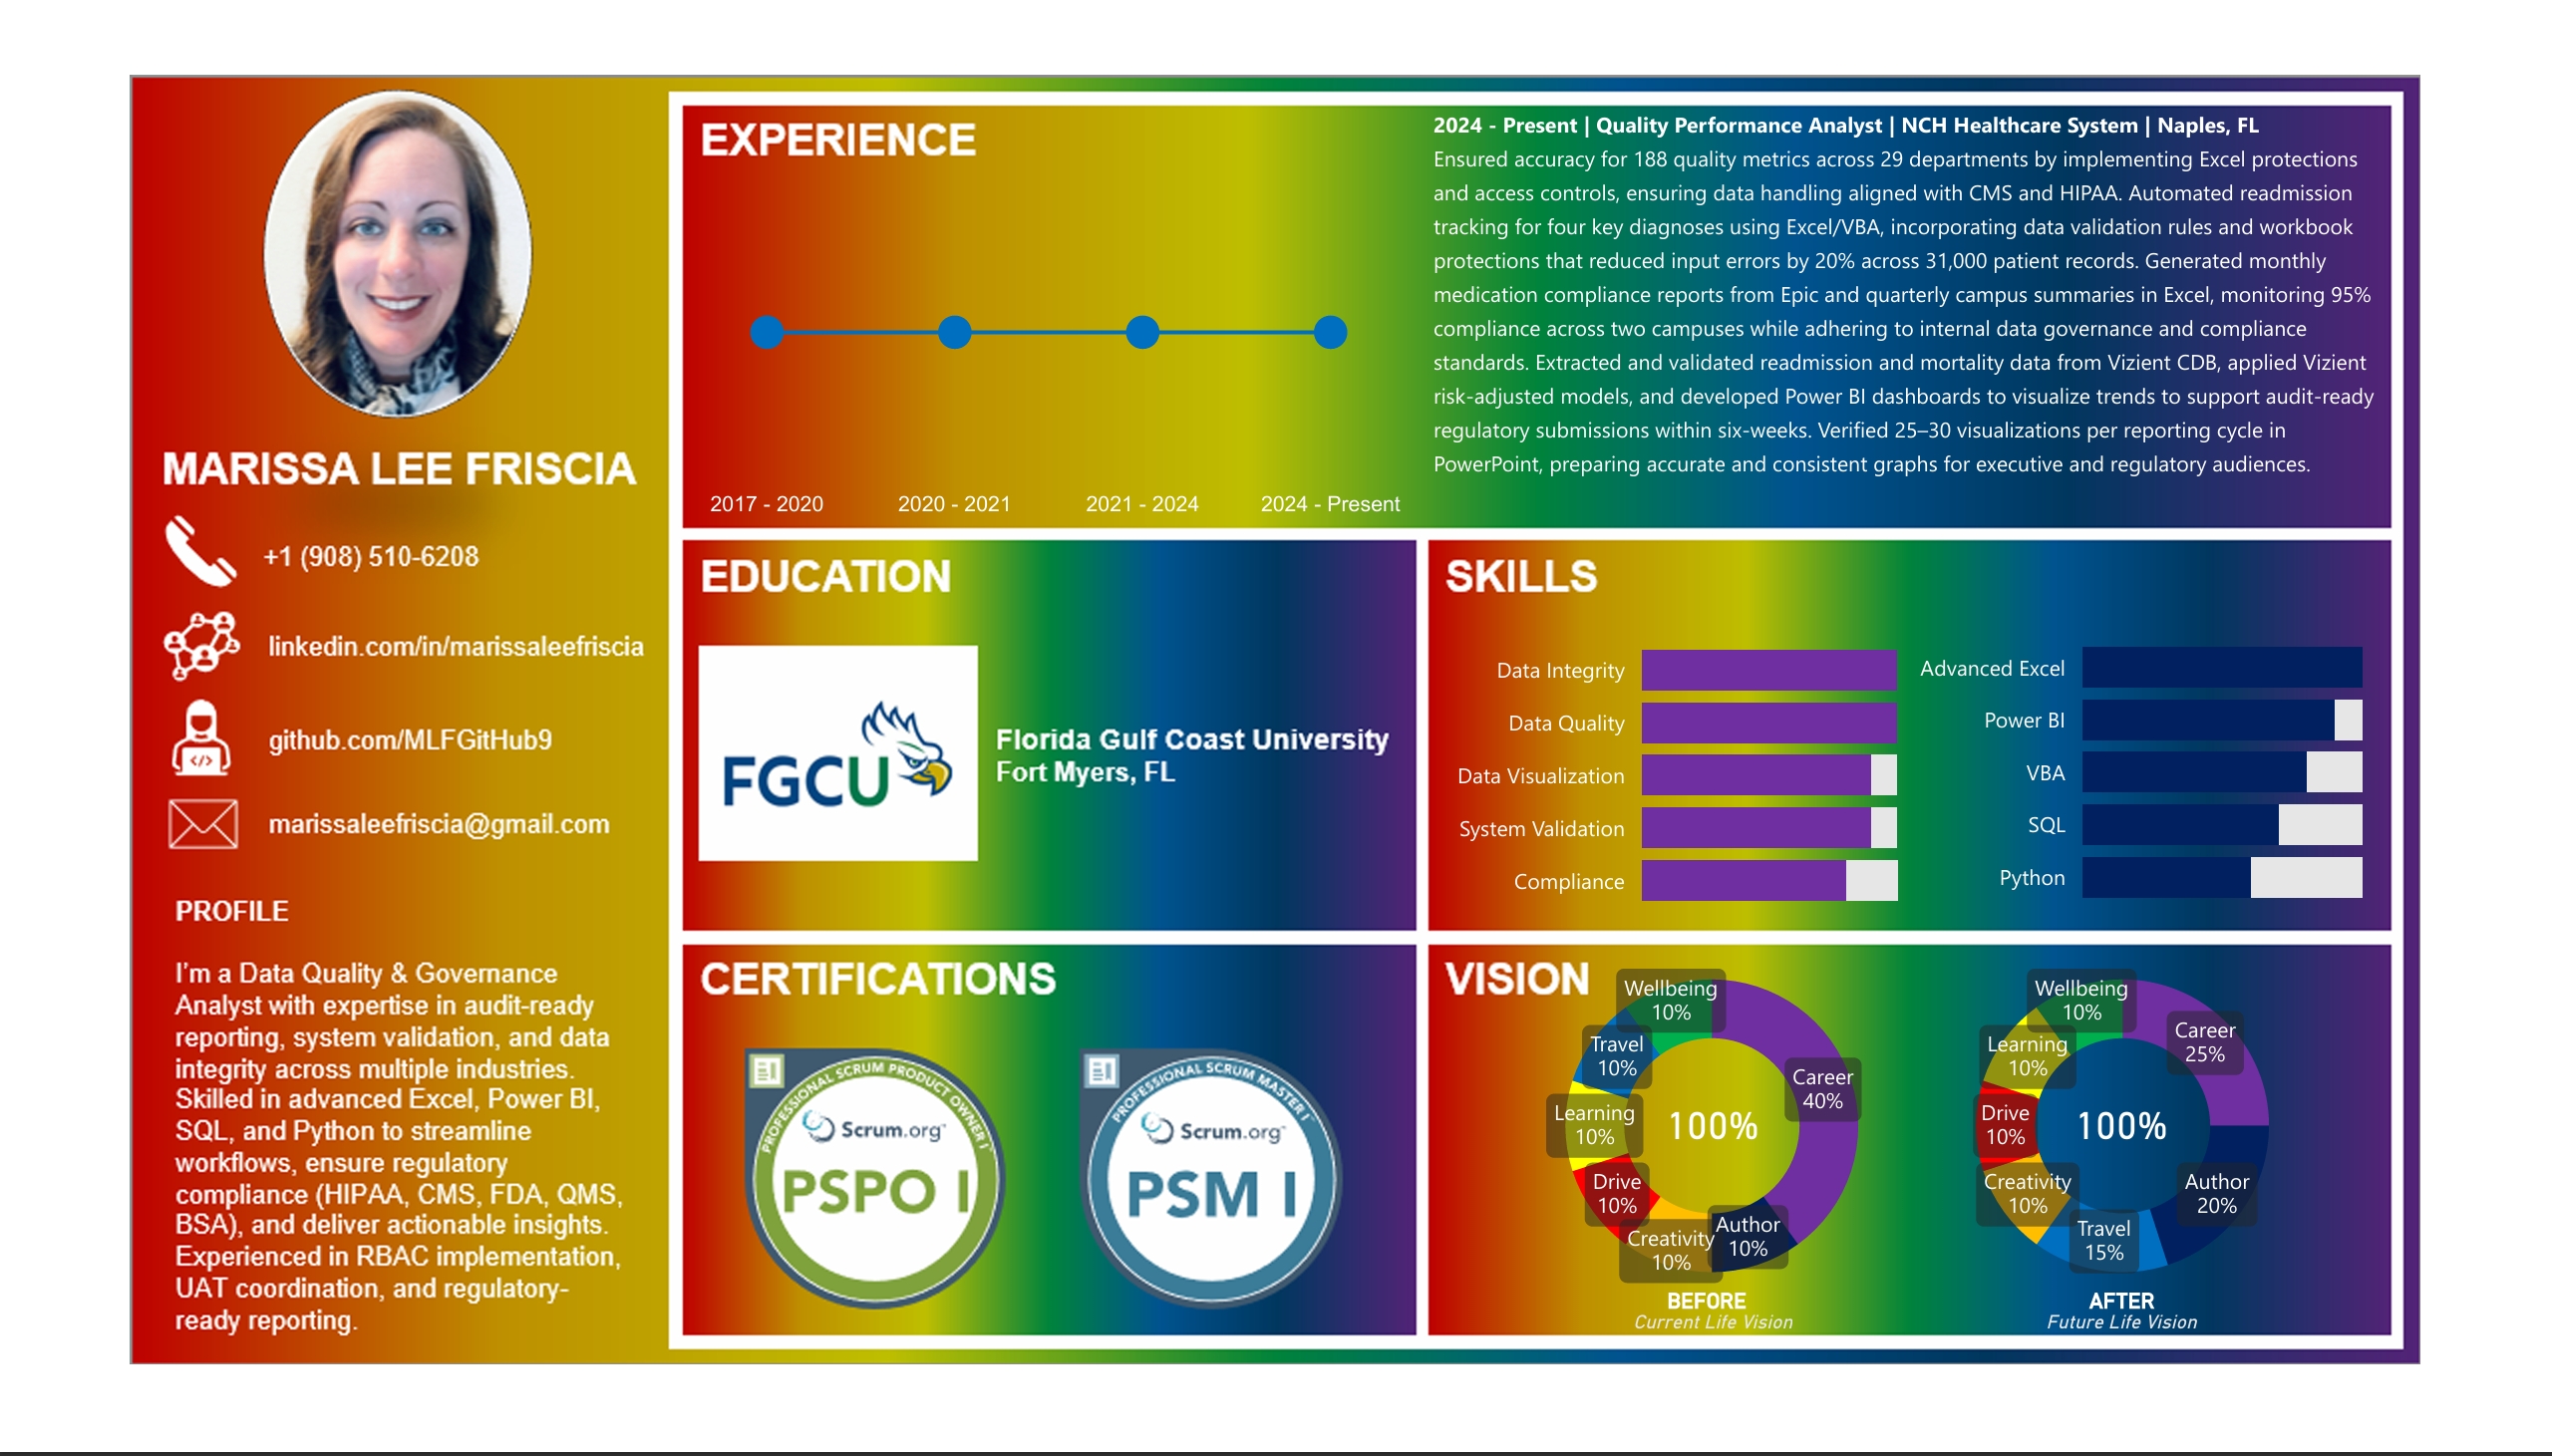 MARISSA LEE FRISCIA
+1 (908) 510-6208
linkedin.com/in/marissaleefriscia
github.com/MLFGitHub9
marissaleefriscia@gmail.com
PROFILE
I'm a Data Quality & Governance
Analyst with expertise in audit-ready
reporting, system validation, and data
integrity across multiple industries.
Skilled in advanced Excel, Power BI,
SQL, and Python to streamline
workflows, ensure regulatory
compliance (HIPAA, CMS, FDA, QMS,
BSA), and deliver actionable insights.
Experienced in RBAC implementation,
UAT coordination, and regulatory-
ready reporting.
EXPERIENCE
2017 - 2020
2020 - 2021
2021 - 2024
2024 - Present
2024 - Present | Quality Performance Analyst | NCH Healthcare System | Naples, FL
Ensured accuracy for 188 quality metrics across 29 departments by implementing Excel protections
and access controls, ensuring data handling aligned with CMS and HIPAA. Automated readmission
tracking for four key diagnoses using Excel/VBA, incorporating data validation rules and workbook
protections that reduced input errors by 20% across 31,000 patient records. Generated monthly
medication compliance reports from Epic and quarterly campus summaries in Excel, monitoring 95%
compliance across two campuses while adhering to internal data governance and compliance
standards. Extracted and validated readmission and mortality data from Vizient CDB, applied Vizient
risk-adjusted models, and developed Power BI dashboards to visualize trends to support audit-ready
regulatory submissions within six-weeks. Verified 25–30 visualizations per reporting cycle in
PowerPoint, preparing accurate and consistent graphs for executive and regulatory audiences.
EDUCATION
FGCU
Florida Gulf Coast University
Fort Myers, FL
SKILLS
Data Integrity
Data Quality
Data Visualization
System Validation
Compliance
Advanced Excel
Power BI
VBA
SQL
Python
CERTIFICATIONS
PROFESSIONAL SCRUM PRODUCT OWNER I
Scrum.org
PSPO I
PROFESSIONAL SCRUM MASTER I
Scrum.org
PSM I
VISION
Wellbeing
10%
Travel
10%
Learning
10%
Drive
10%
Creativity
10%
Author
10%
Career
40%
100%
BEFORE
Current Life Vision
Wellbeing
10%
Learning
10%
Drive
10%
Creativity
10%
Travel
15%
Author
20%
Career
25%
100%
AFTER
Future Life Vision